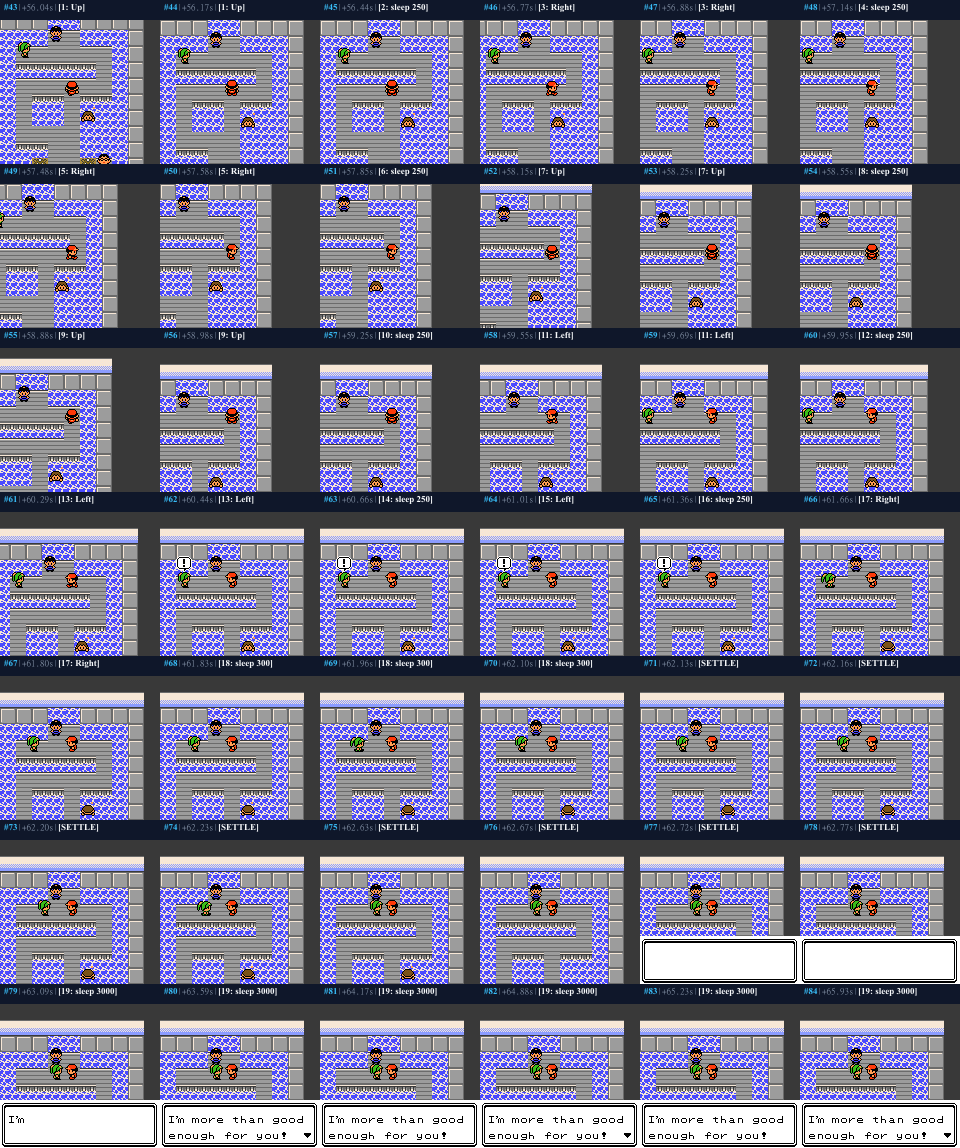 #43|+56.04s| [1: Up] #44|+56.17s| [1: Up] #45|+56.44s| [2: sleep 250] #46|+56.77s| [3: Right] #47|+56.88s| [3: Right] #48|+57.14s| [4: sleep 250]
#49|+57.48s| [5: Right] #50|+57.58s| [5: Right] #51|+57.85s| [6: sleep 250] #52|+58.15s| [7: Up] #53|+58.25s| [7: Up] #54|+58.55s| [8: sleep 250]
#55|+58.88s| [9: Up] #56|+58.98s| [9: Up] #57|+59.25s| [10: sleep 250] #58|+59.55s| [11: Left] #59|+59.69s| [11: Left] #60|+59.95s| [12: sleep 250]
#61|+60.29s| [13: Left] #62|+60.44s| [13: Left] #63|+60.66s| [14: sleep 250] #64|+61.01s| [15: Left] #65|+61.36s| [16: sleep 250] #66|+61.66s| [17: Right]
! ! ! !
#67|+61.80s| [17: Right] #68|+61.83s| [18: sleep 300] #69|+61.96s| [18: sleep 300] #70|+62.10s| [18: sleep 300] #71|+62.13s| [SETTLE] #72|+62.16s| [SETTLE]
#73|+62.20s| [SETTLE] #74|+62.23s| [SETTLE] #75|+62.63s| [SETTLE] #76|+62.67s| [SETTLE] #77|+62.72s| [SETTLE] #78|+62.77s| [SETTLE]
#79|+63.09s| [19: sleep 3000] #80|+63.59s| [19: sleep 3000] #81|+64.17s| [19: sleep 3000] #82|+64.88s| [19: sleep 3000] #83|+65.23s| [19: sleep 3000] #84|+65.93s| [19: sleep 3000]
I'm I'm more than good I'm more than good I'm more than good I'm more than good I'm more than good
enough for you! enough for you! enough for you! enough for you! enough for you!